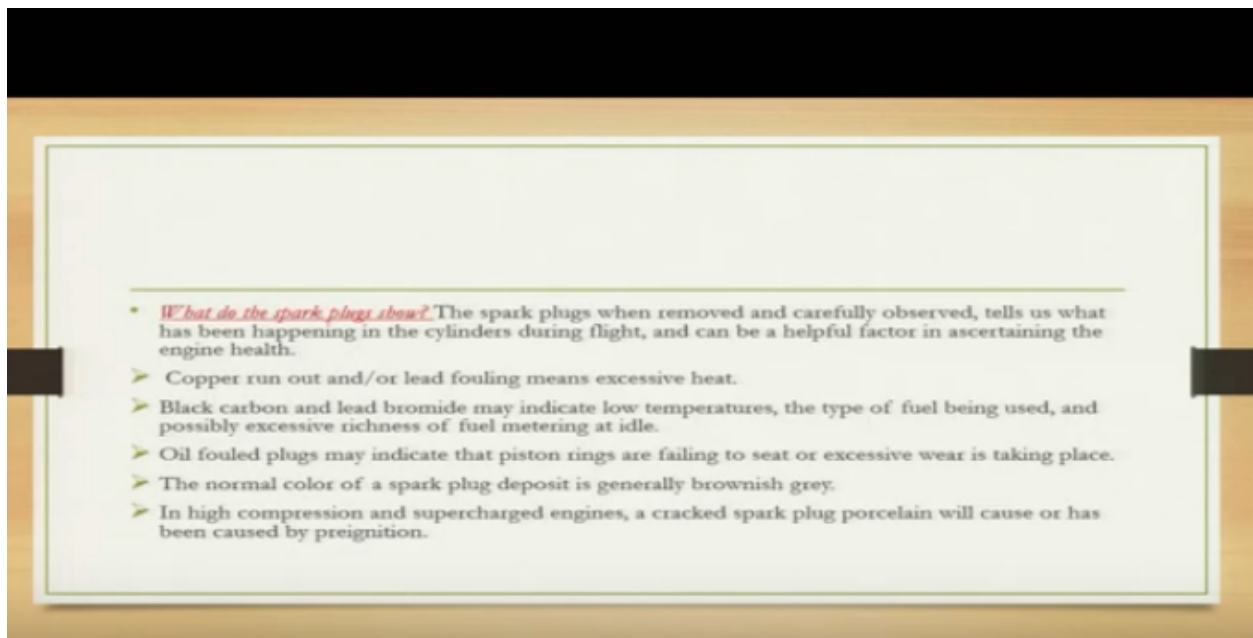 • What do the spark plugs show? The spark plugs when removed and carefully observed, tells us what
has been happening in the cylinders during flight, and can be a helpful factor in ascertaining the
engine health.
➤ Copper run out and/or lead fouling means excessive heat.
➤ Black carbon and lead bromide may indicate low temperatures, the type of fuel being used, and
possibly excessive richness of fuel metering at idle.
➤ Oil fouled plugs may indicate that piston rings are failing to seat or excessive wear is taking place.
➤ The normal color of a spark plug deposit is generally brownish grey.
➤ In high compression and supercharged engines, a cracked spark plug porcelain will cause or has
been caused by preignition.